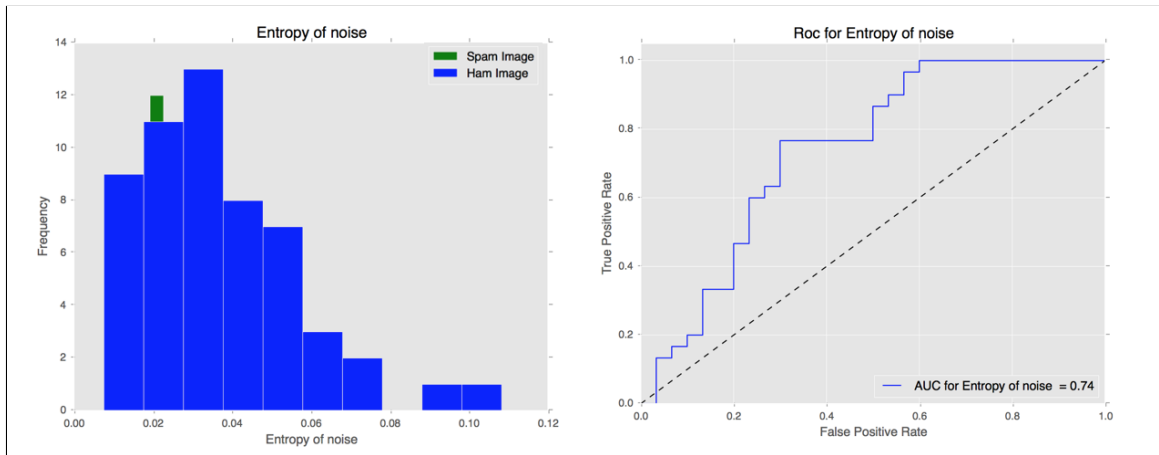 Entropy of noise
Spam Image
Ham Image
14
12
10
8
6
4
2
0
Frequency
0.00 0.02 0.04 0.06 0.08 0.10 0.12
Entropy of noise
Roc for Entropy of noise
1.0
0.8
0.6
0.4
0.2
0.0
True Positive Rate
AUC for Entropy of noise = 0.74
0.0 0.2 0.4 0.6 0.8 1.0
False Positive Rate